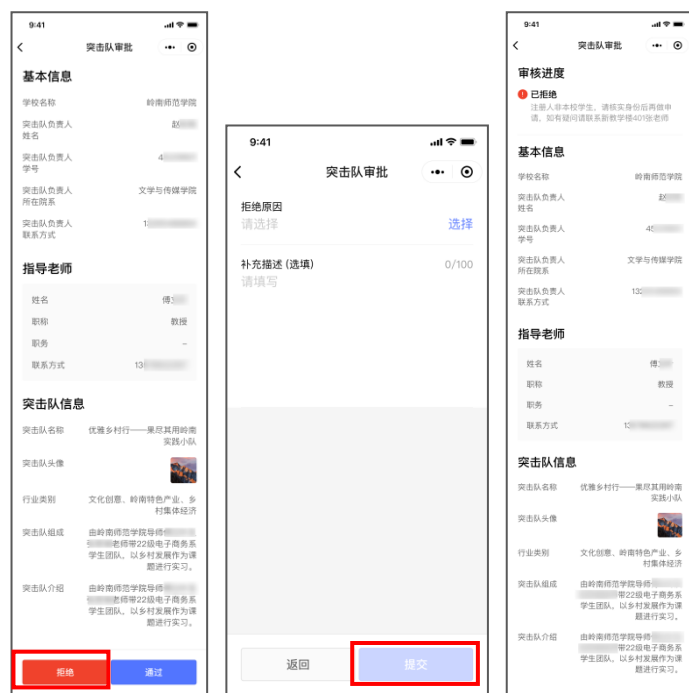 9:41
突击队审批
基本信息
学校名称 岭南师范学院
突击队负责人
姓名
突击队负责人
学号
突击队负责人 文学与传媒学院
所在院系
突击队负责人
联系方式
指导老师
姓名 傅
职称 教授
职务 –
联系方式 13
突击队信息
突击队名称 优雅乡村行——果尽其用岭南
实践小队
突击队头像
行业类别 文化创意、岭南特色产业、乡
村集体经济
突击队组成 由岭南师范学院导师
老师带22级电子商务系
学生团队，以乡村发展作为课
题进行实习。
突击队介绍 由岭南师范学院导师
老师带22级电子商务系
学生团队，以乡村发展作为课
题进行实习。
拒绝 通过
9:41
突击队审批
拒绝原因
请选择 选择
补充描述 (选填) 0/100
请填写
返回 提交
9:41
突击队审批
审核进度
已拒绝
注册人非本校学生，请核实身份后再做申
请，如有疑问请联系新教学楼401张老师
基本信息
学校名称 岭南师范学院
突击队负责人
姓名
突击队负责人 45
学号
突击队负责人 文学与传媒学院
所在院系
突击队负责人 13
联系方式
指导老师
姓名 傅
职称 教授
职务 –
联系方式
突击队信息
突击队名称 优雅乡村行——果尽其用岭南
实践小队
突击队头像
行业类别 文化创意、岭南特色产业、乡
村集体经济
突击队组成 由岭南师范学院导师
带22级电子商务系
学生团队，以乡村发展作为课
题进行实习。
突击队介绍 由岭南师范学院导师
带22级电子商务系
学生团队，以乡村发展作为课
题进行实习。